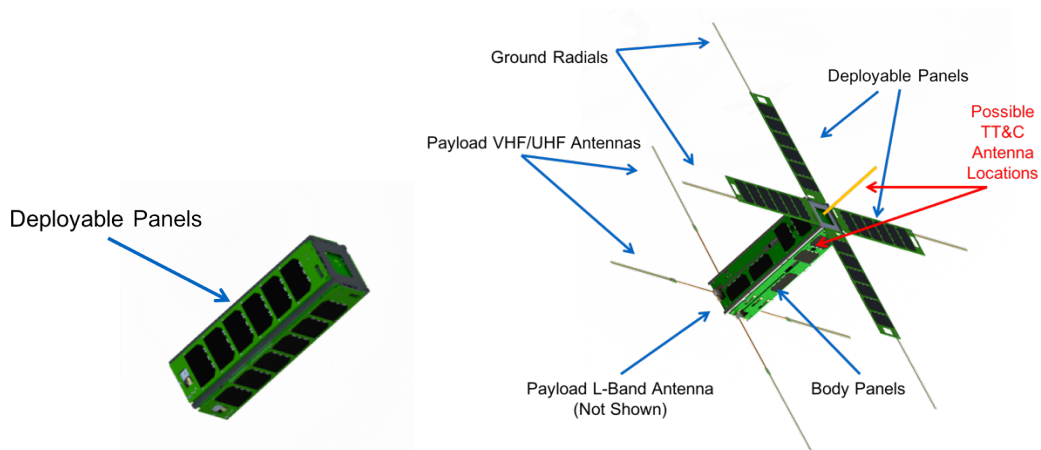 Deployable Panels
Ground Radials
Deployable Panels
Possible
TT&C
Antenna
Locations
Payload VHF/UHF Antennas
Payload L-Band Antenna
(Not Shown)
Body Panels